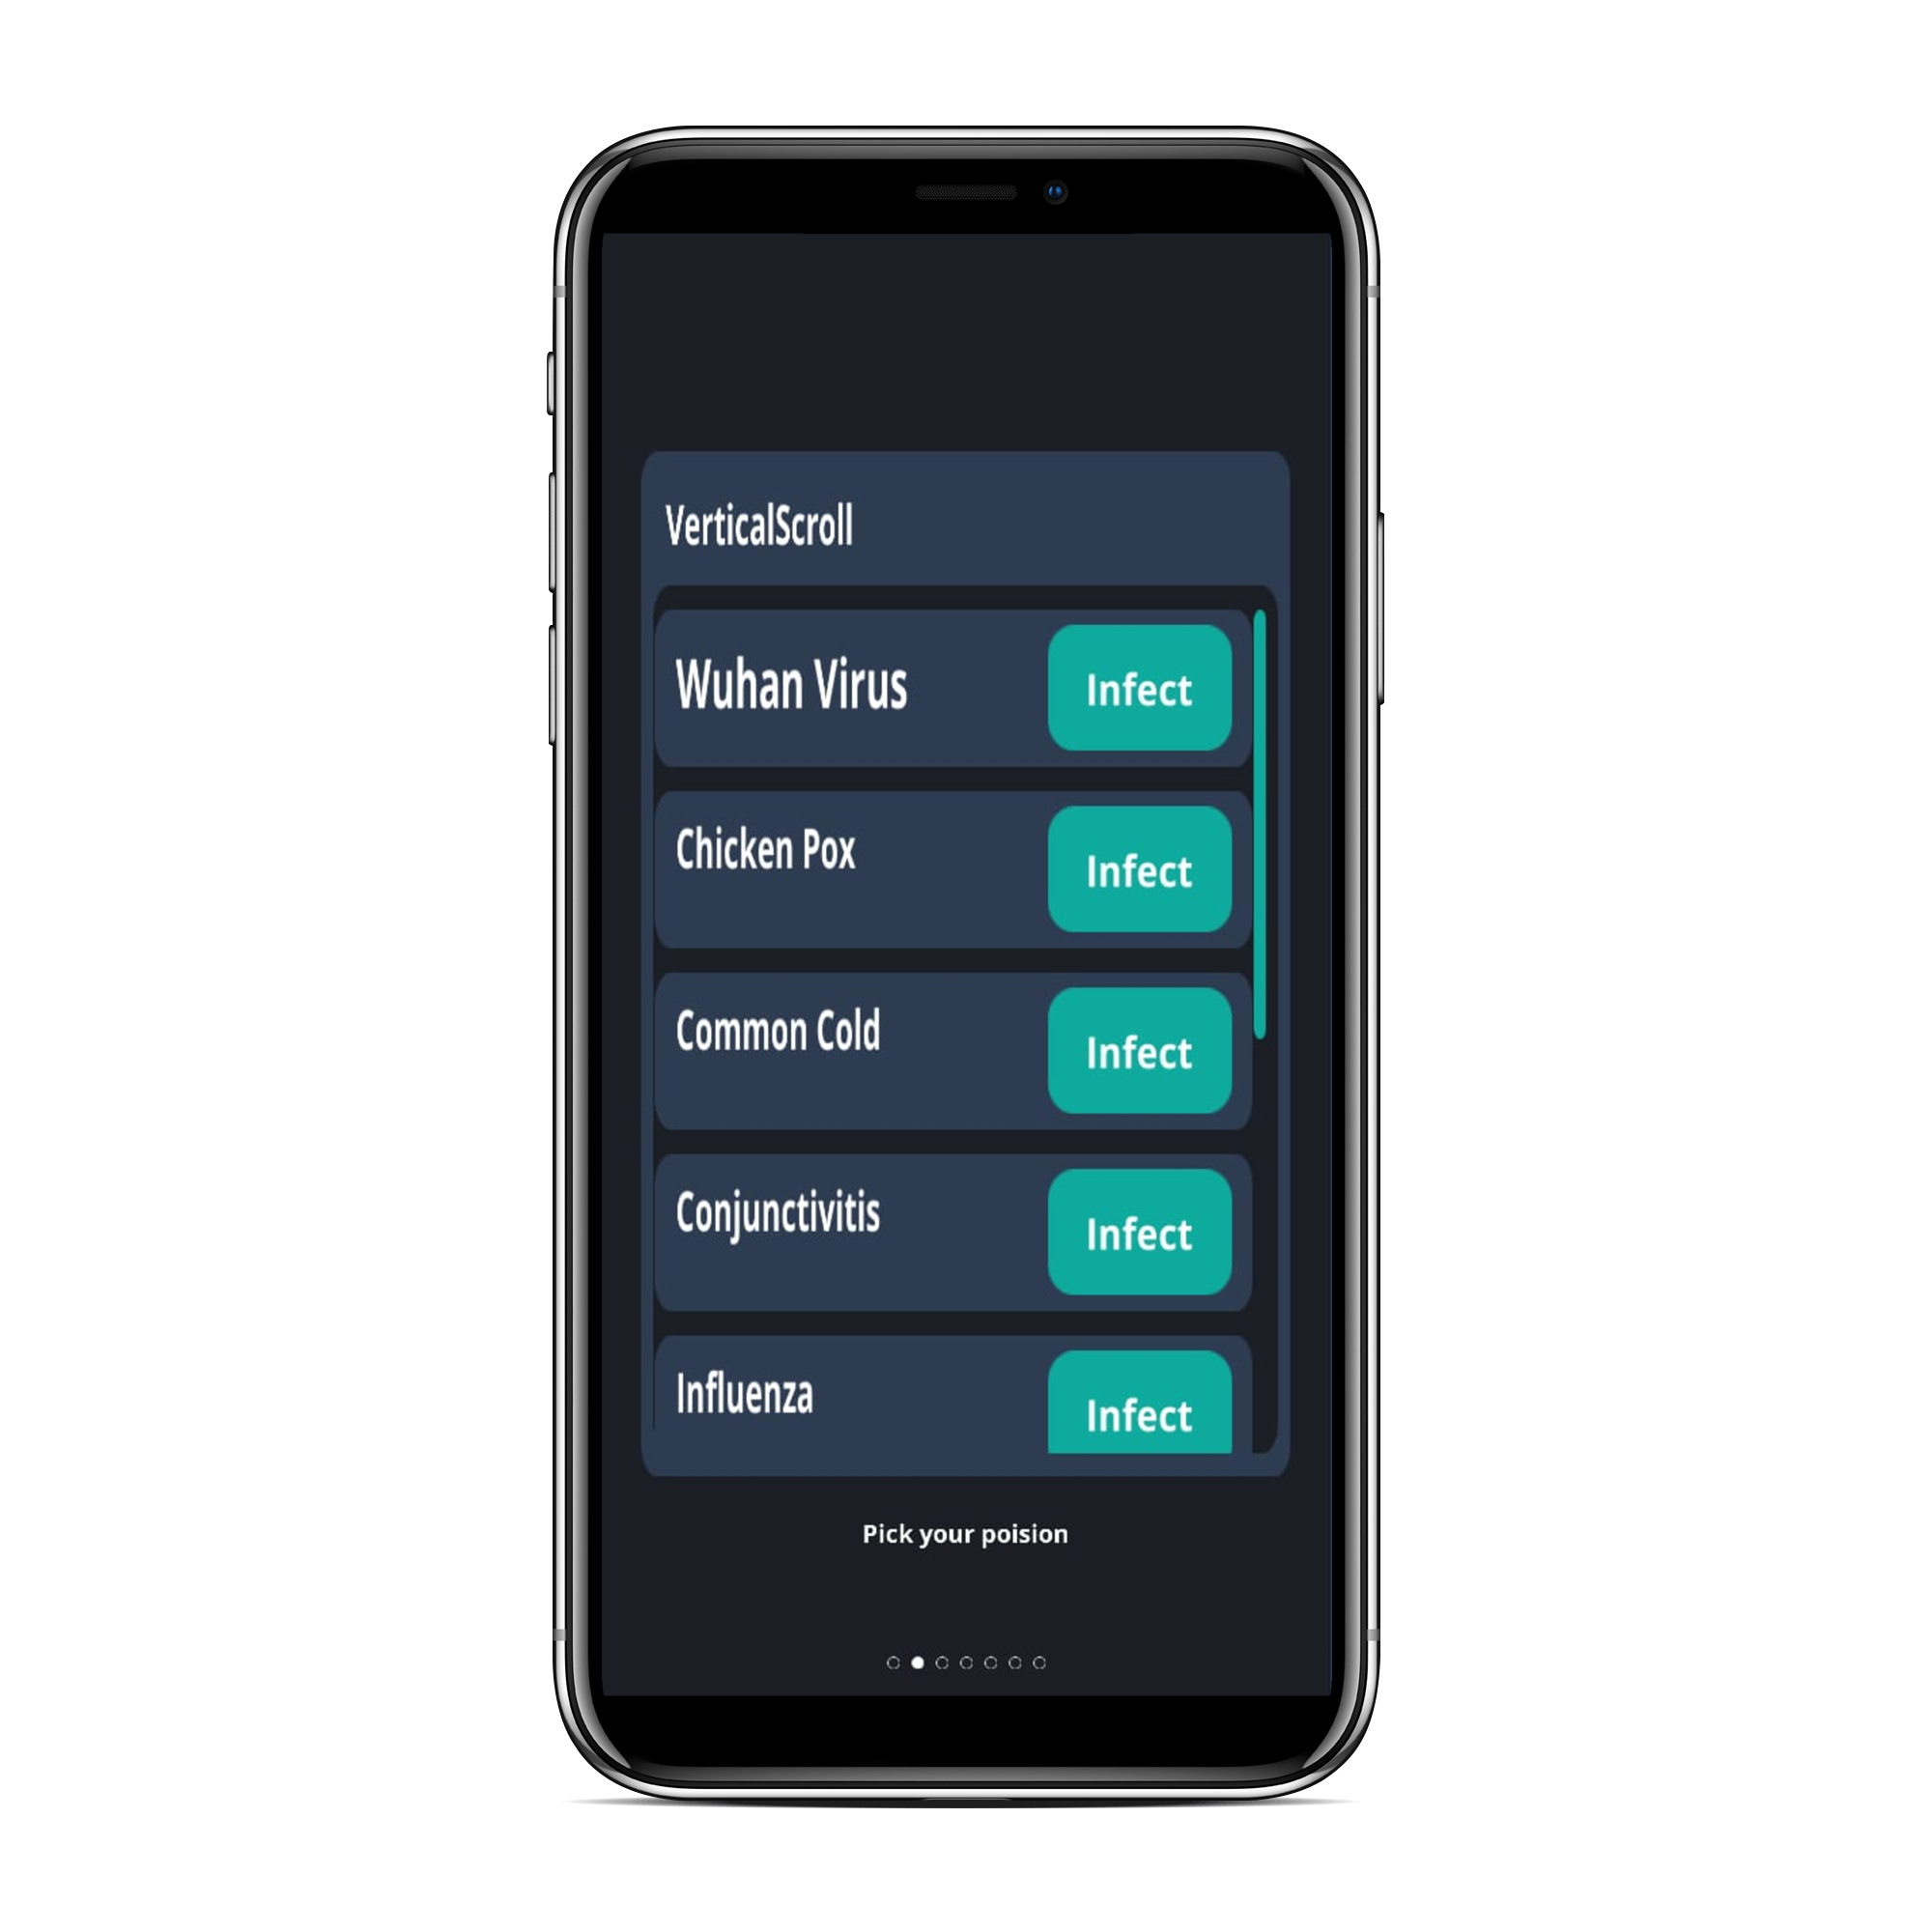 VerticalScroll
Wuhan Virus
Infect
Chicken Pox
Infect
Common Cold
Infect
Conjunctivitis
Infect
Influenza
Infect
Pick your poision